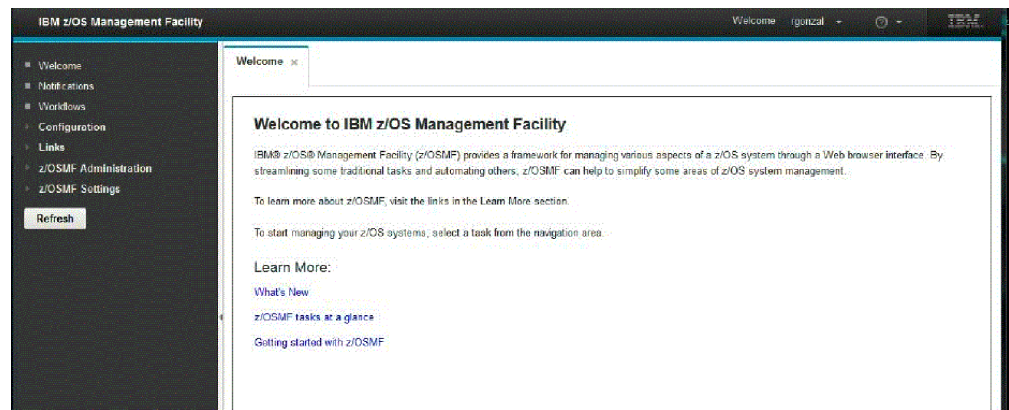 IBM z/OS Management Facility
Welcome rgonzal
IBM
Welcome
Notifications
Workflows
Configuration
Links
z/OSMF Administration
z/OSMF Settings
Refresh
Welcome ×
Welcome to IBM z/OS Management Facility
IBM® z/OS® Management Facility (z/OSMF) provides a framework for managing various aspects of a z/OS system through a Web browser interface. By
streamlining some traditional tasks and automating others, z/OSMF can help to simplify some areas of z/OS system management.
To learn more about z/OSMF, visit the links in the Learn More section.
To start managing your z/OS systems, select a task from the navigation area.
Learn More:
What's New
z/OSMF tasks at a glance
Getting started with z/OSMF